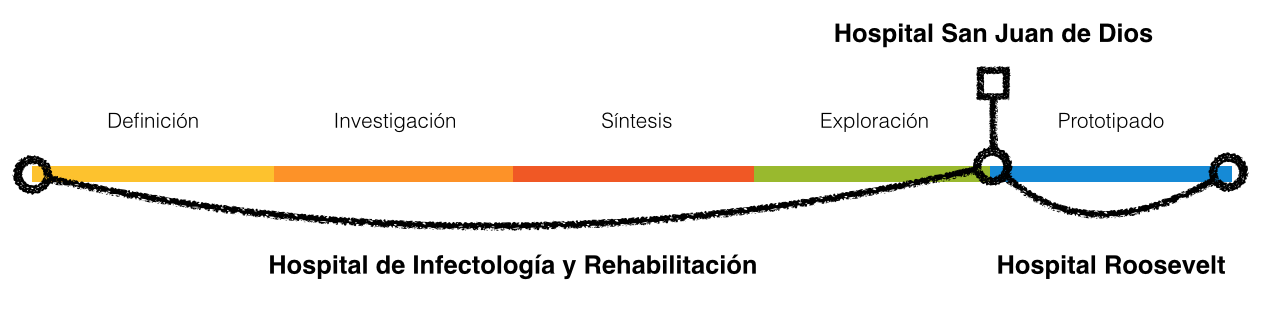 Hospital San Juan de Dios
Definición
Investigación
Síntesis
Exploración
Prototipado
Hospital de Infectología y Rehabilitación
Hospital Roosevelt